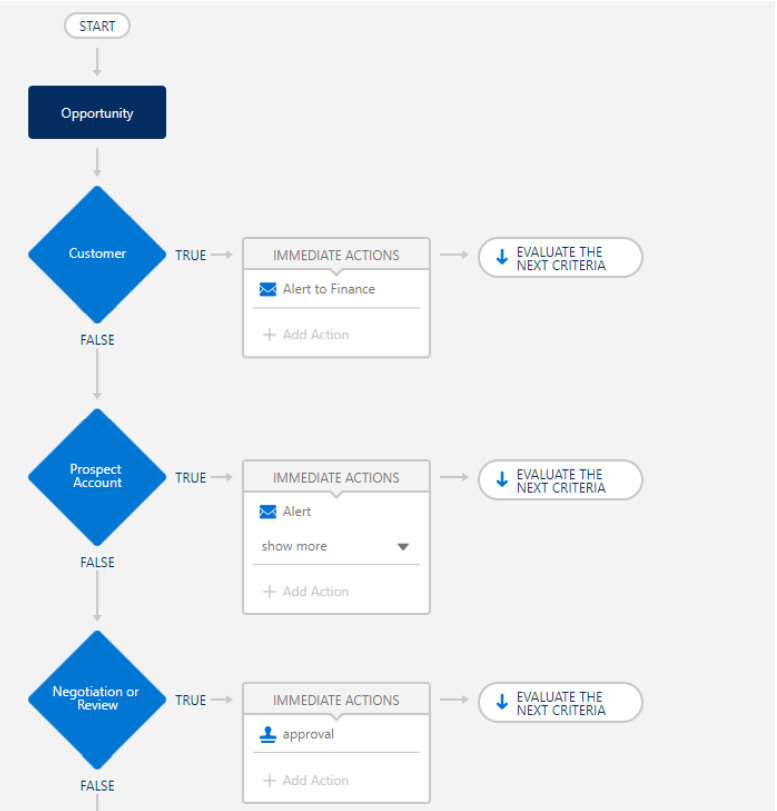 START
Opportunity
Customer
TRUE
IMMEDIATE ACTIONS
EVALUATE THE
NEXT CRITERIA
Alert to Finance
Add Action
FALSE
Prospect
Account
TRUE
IMMEDIATE ACTIONS
EVALUATE THE
NEXT CRITERIA
Alert
show more
Add Action
FALSE
Negotiation or
Review
TRUE
IMMEDIATE ACTIONS
EVALUATE THE
NEXT CRITERIA
approval
Add Action
FALSE